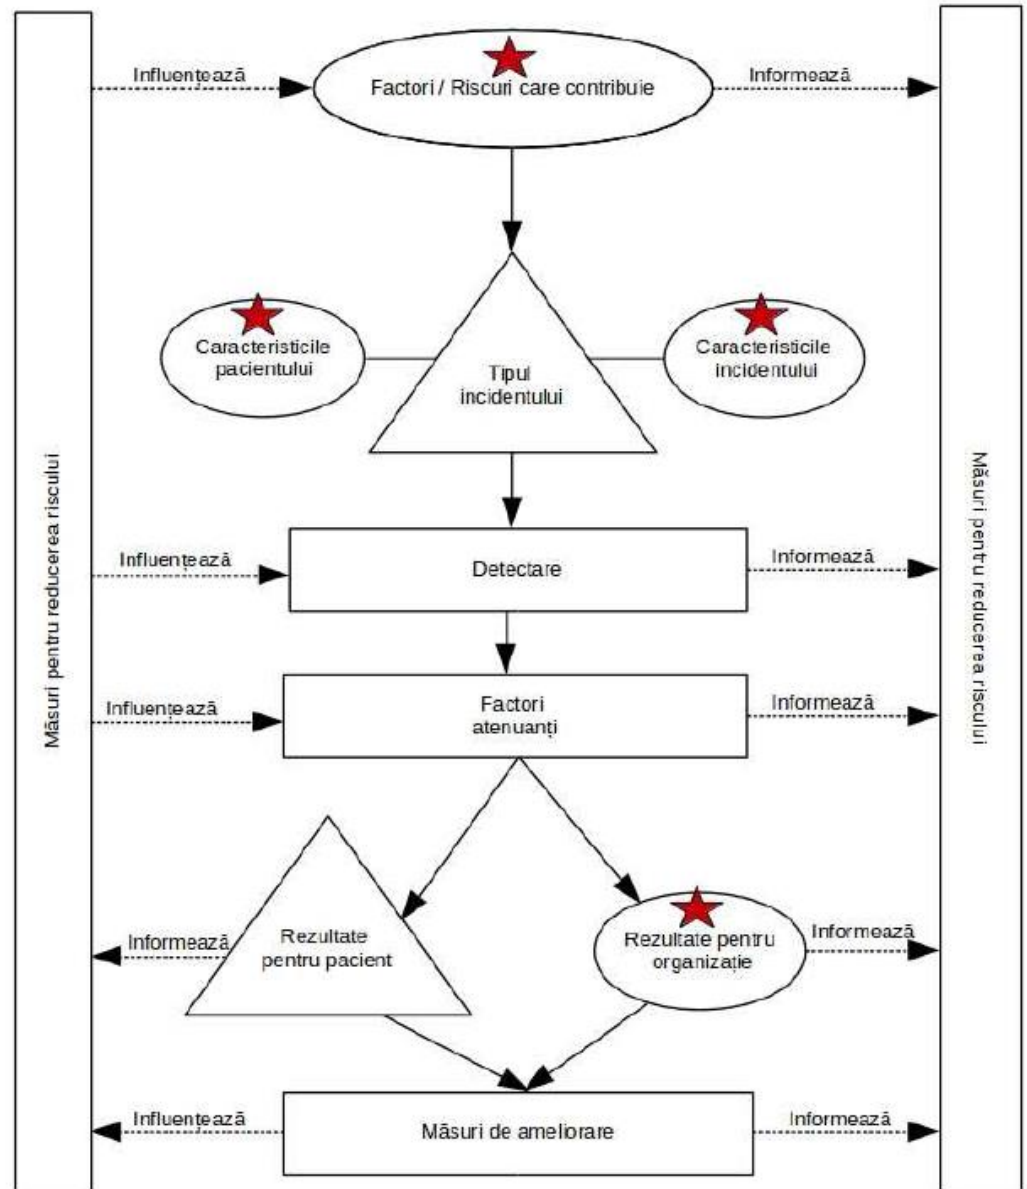 Influențează
Factori / Riscuri care contribuie
Informează
Caracteristicile
pacientului
Tipul
incidentului
Caracteristicile
incidentului
Măsuri pentru reducerea riscului
Măsuri pentru reducerea riscului
Influențează
Detectare
Informează
Influențează
Factori
atenuanți
Informează
Informează
Rezultate
pentru pacient
Rezultate pentru
organizație
Informează
Influențează
Măsuri de ameliorare
Informează